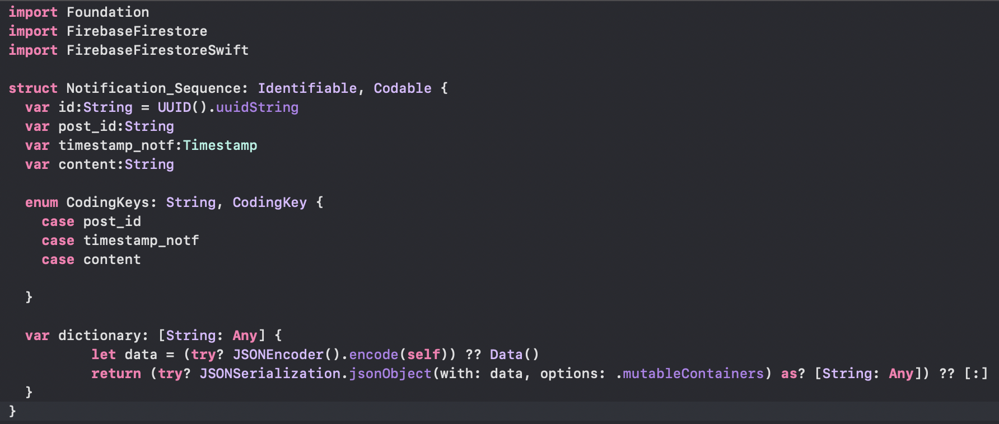 import Foundation
import FirebaseFirestore
import FirebaseFirestoreSwift
struct Notification_Sequence: Identifiable, Codable {
var id:String = UUID().uuidString
var post_id:String
var timestamp_notf:Timestamp
var content:String
enum CodingKeys: String, CodingKey {
case post_id
case timestamp_notf
case content
}
var dictionary: [String: Any] {
let data = (try? JSONEncoder().encode(self)) ?? Data()
return (try? JSONSerialization.jsonObject(with: data, options: .mutableContainers) as? [String: Any]) ?? [:]
}
}